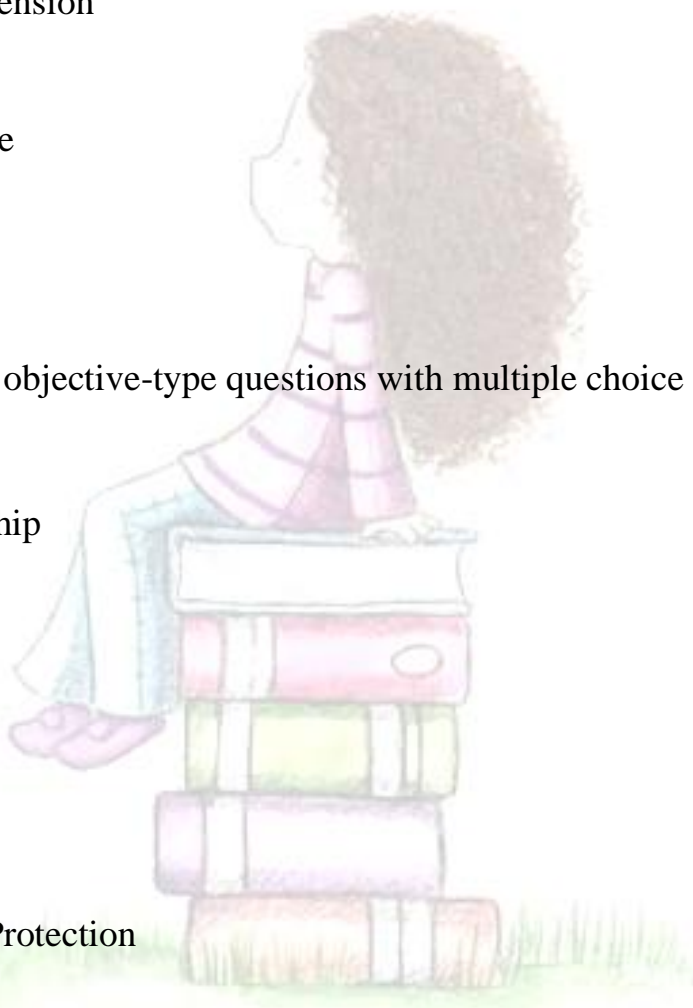 ension
e
objective-type questions with multiple choice
hip
Protection